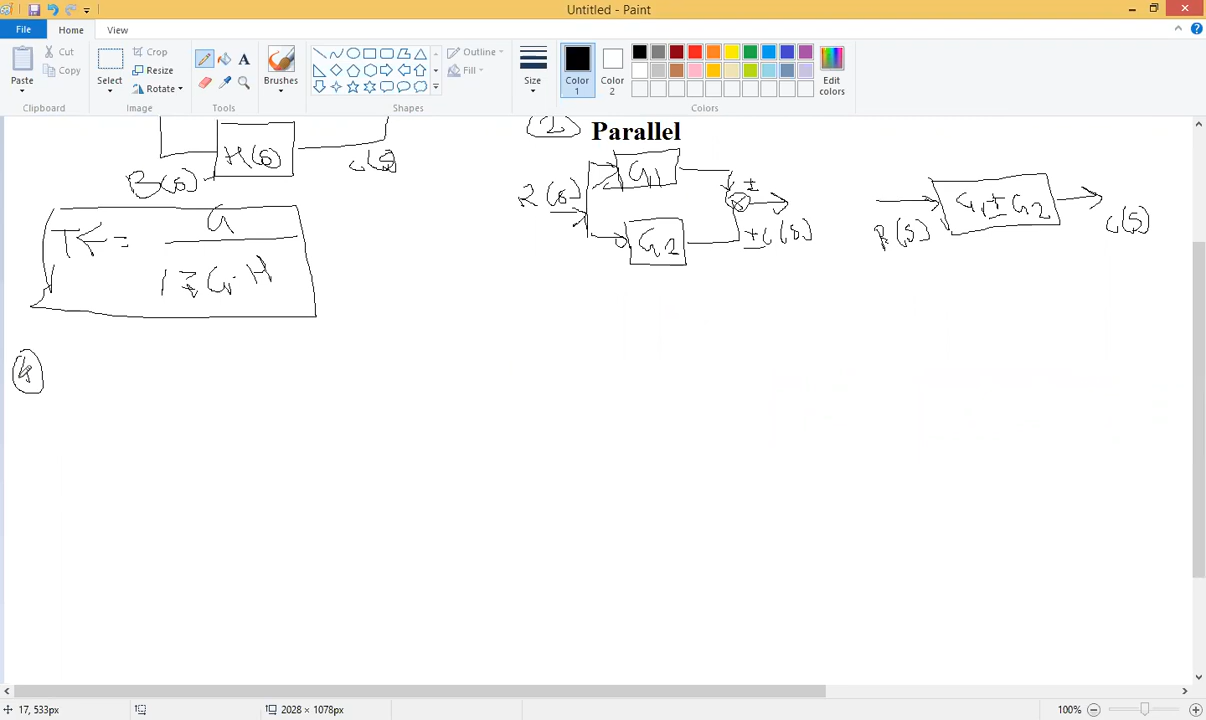 Untitled - Paint
File
Home
View
Paste
Cut
Copy
Clipboard
Select
Crop
Resize
Rotate
Image
Tools
Brushes
Shapes
Outline
Fill
Size
Color 1
Color 2
Edit colors
Colors
H(s)
B(s)
c(s)
2 Parallel
G1
R(s)
±
G2
± c(s)
G1 ± G2
R(s)
c(s)
G
1 ∓ G·H
17, 533px
2028 × 1078px
100%